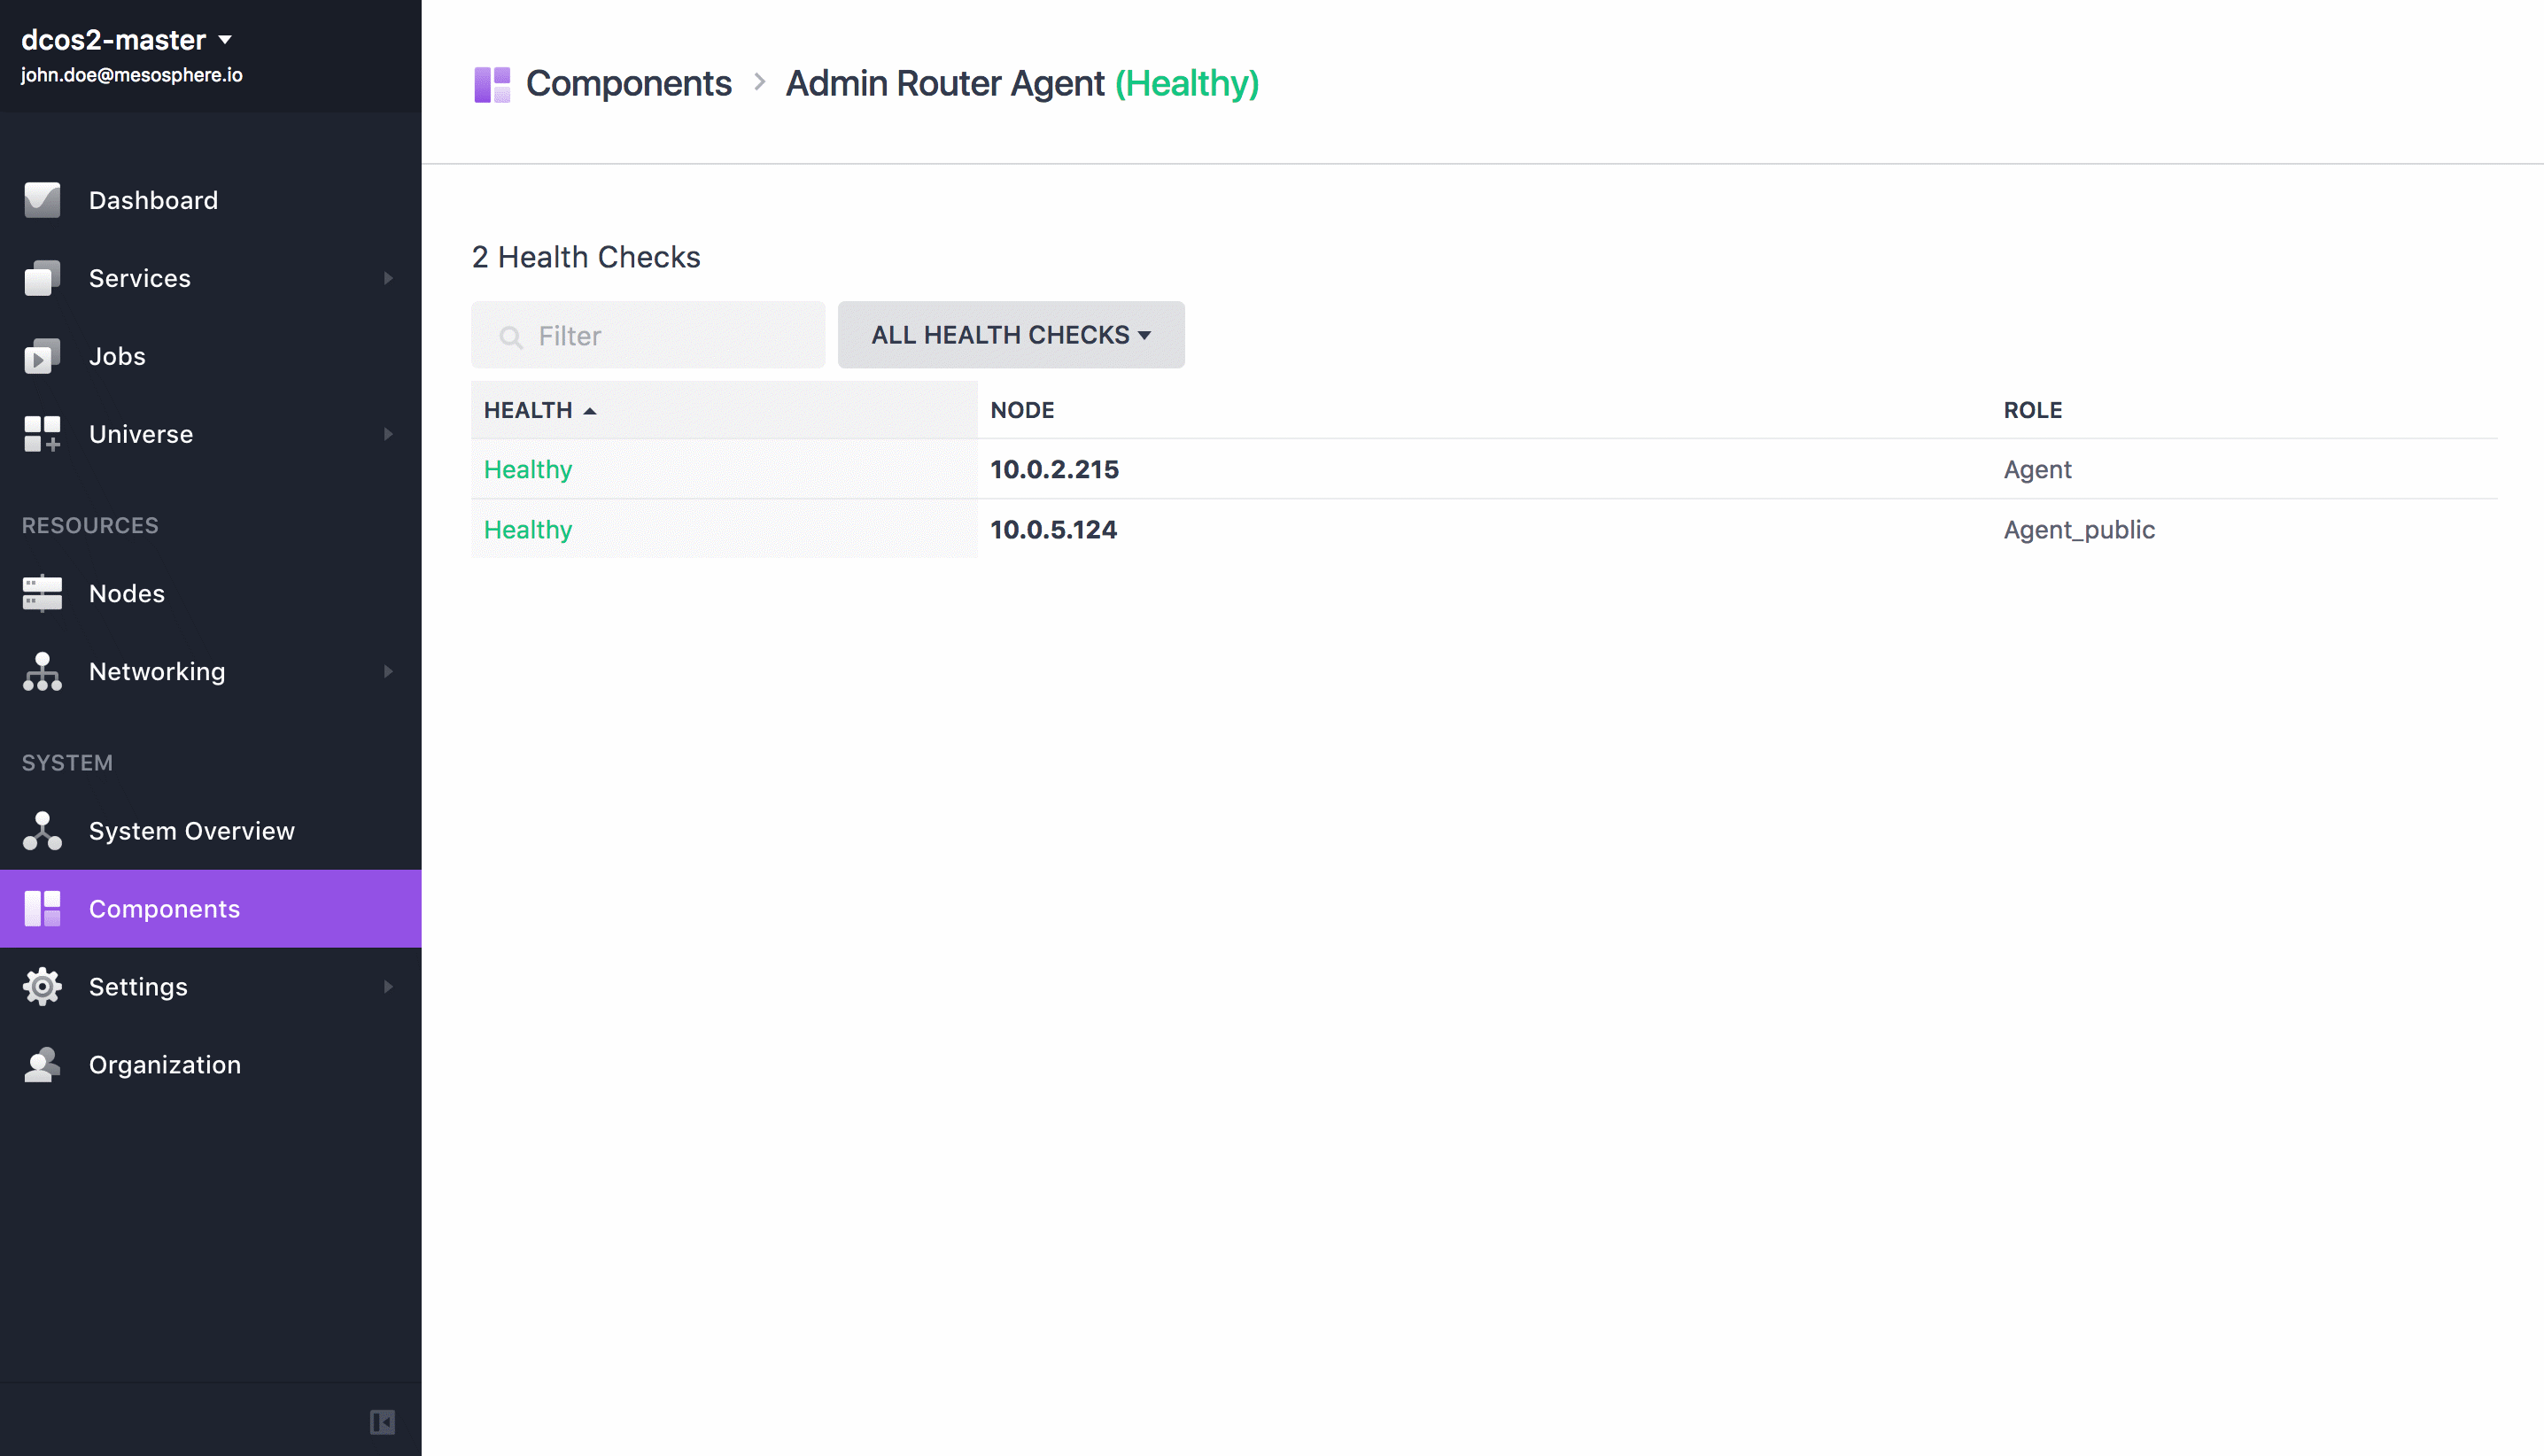 dcos2-master
john.doe@mesosphere.io
Dashboard
Services
Jobs
Universe
RESOURCES
Nodes
Networking
SYSTEM
System Overview
Components
Settings
Organization
Components > Admin Router Agent (Healthy)
2 Health Checks
Filter ALL HEALTH CHECKS
HEALTH NODE ROLE
Healthy 10.0.2.215 Agent
Healthy 10.0.5.124 Agent_public